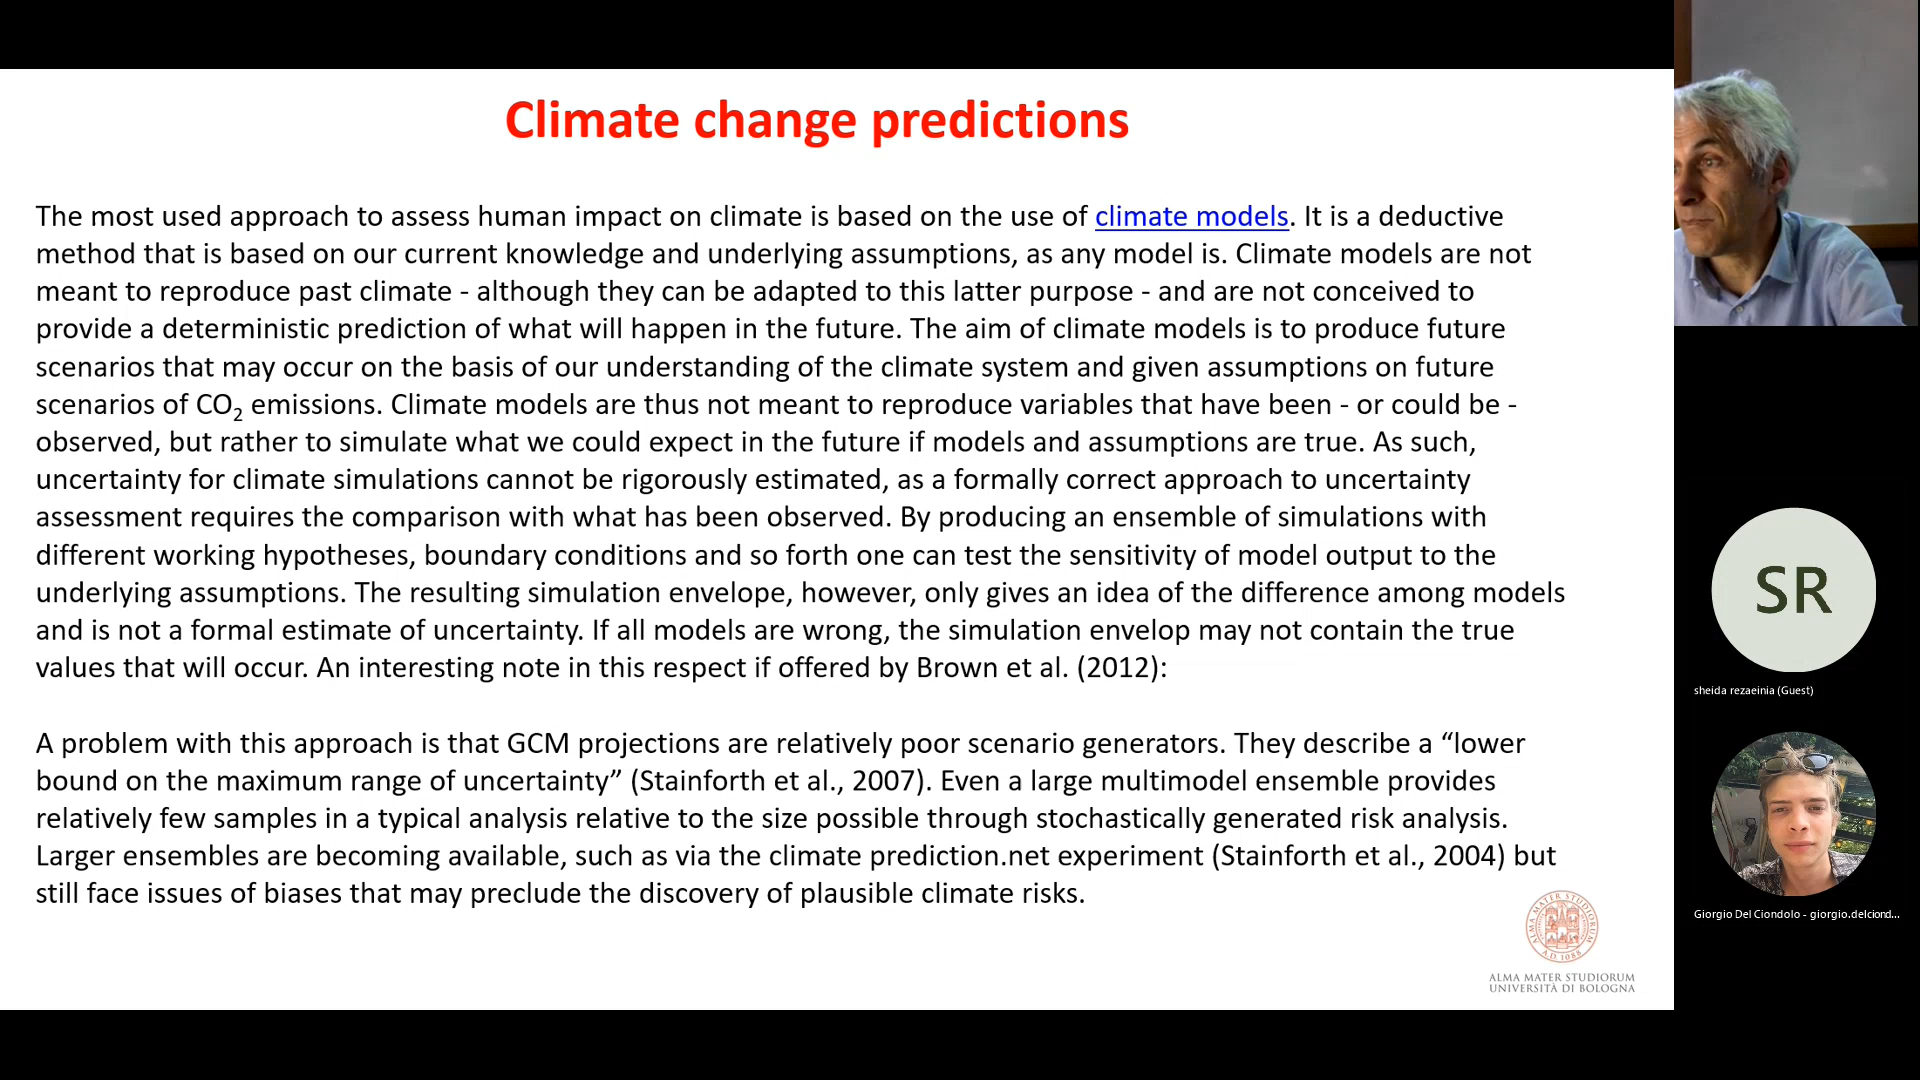 Climate change predictions
The most used approach to assess human impact on climate is based on the use of climate models. It is a deductive
method that is based on our current knowledge and underlying assumptions, as any model is. Climate models are not
meant to reproduce past climate - although they can be adapted to this latter purpose - and are not conceived to
provide a deterministic prediction of what will happen in the future. The aim of climate models is to produce future
scenarios that may occur on the basis of our understanding of the climate system and given assumptions on future
scenarios of CO2 emissions. Climate models are thus not meant to reproduce variables that have been - or could be -
observed, but rather to simulate what we could expect in the future if models and assumptions are true. As such,
uncertainty for climate simulations cannot be rigorously estimated, as a formally correct approach to uncertainty
assessment requires the comparison with what has been observed. By producing an ensemble of simulations with
different working hypotheses, boundary conditions and so forth one can test the sensitivity of model output to the
underlying assumptions. The resulting simulation envelope, however, only gives an idea of the difference among models
and is not a formal estimate of uncertainty. If all models are wrong, the simulation envelop may not contain the true
values that will occur. An interesting note in this respect if offered by Brown et al. (2012):
A problem with this approach is that GCM projections are relatively poor scenario generators. They describe a “lower
bound on the maximum range of uncertainty” (Stainforth et al., 2007). Even a large multimodel ensemble provides
relatively few samples in a typical analysis relative to the size possible through stochastically generated risk analysis.
Larger ensembles are becoming available, such as via the climate prediction.net experiment (Stainforth et al., 2004) but
still face issues of biases that may preclude the discovery of plausible climate risks.
ALMA MATER STUDIORUM
A.D. 1088
ALMA MATER STUDIORUM
UNIVERSITÀ DI BOLOGNA
SR
sheida rezaeinia (Guest)
Giorgio Del Ciondolo - giorgio.delciond...